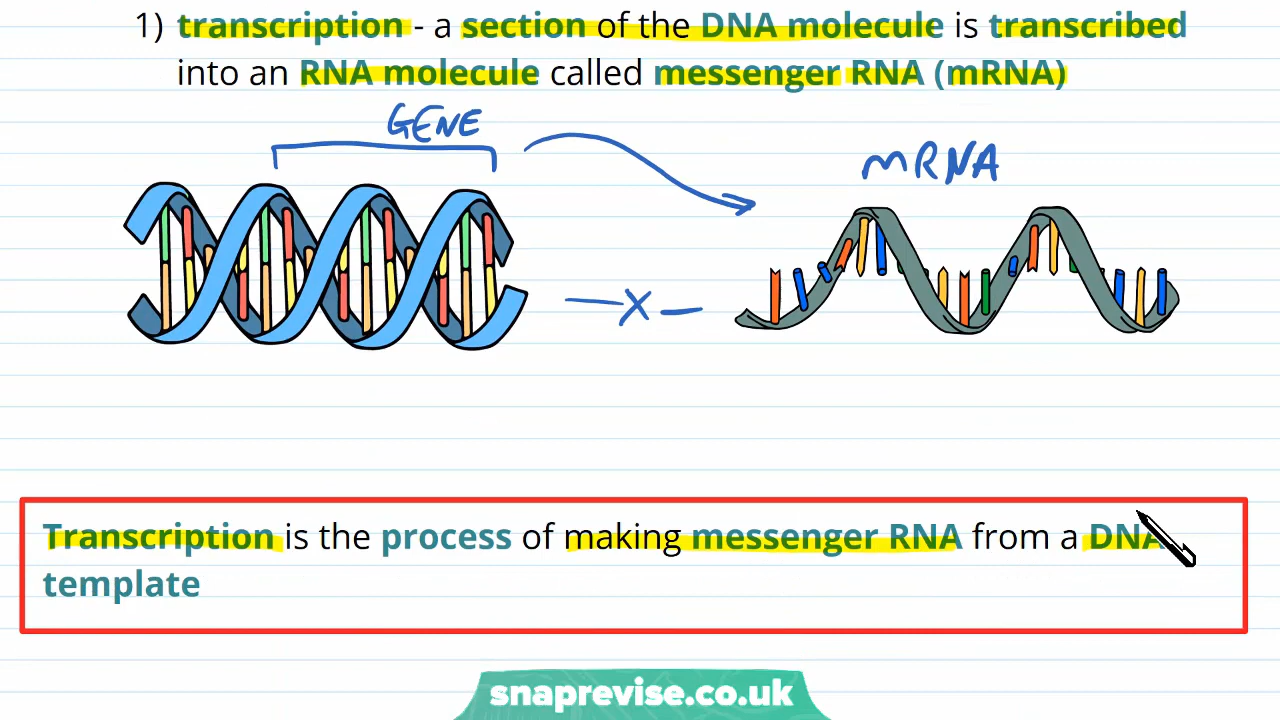 1) transcription - a section of the DNA molecule is transcribed
into an RNA molecule called messenger RNA (mRNA)
GENE
mRNA
X
Transcription is the process of making messenger RNA from a DNA
template
snaprevise.co.uk